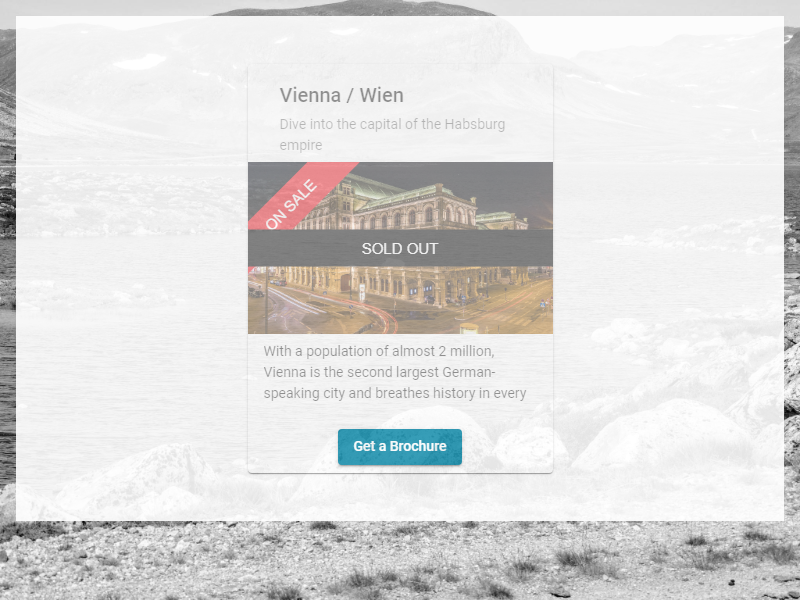 Vienna / Wien
Dive into the capital of the Habsburg
empire
ON SALE
SOLD OUT
With a population of almost 2 million,
Vienna is the second largest German-
speaking city and breathes history in every
Get a Brochure